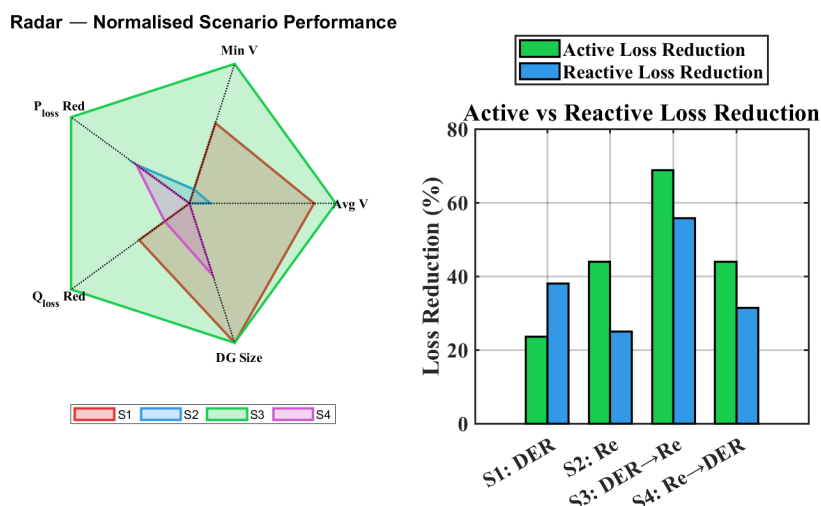 Radar — Normalised Scenario Performance
Min V
P_loss Red
Avg V
Q_loss Red
DG Size
S1 S2 S3 S4
Active Loss Reduction
Reactive Loss Reduction
Active vs Reactive Loss Reduction
Loss Reduction (%)
80
60
40
20
0
S1: DER
S2: Re
S3: DER→Re
S4: Re→DER